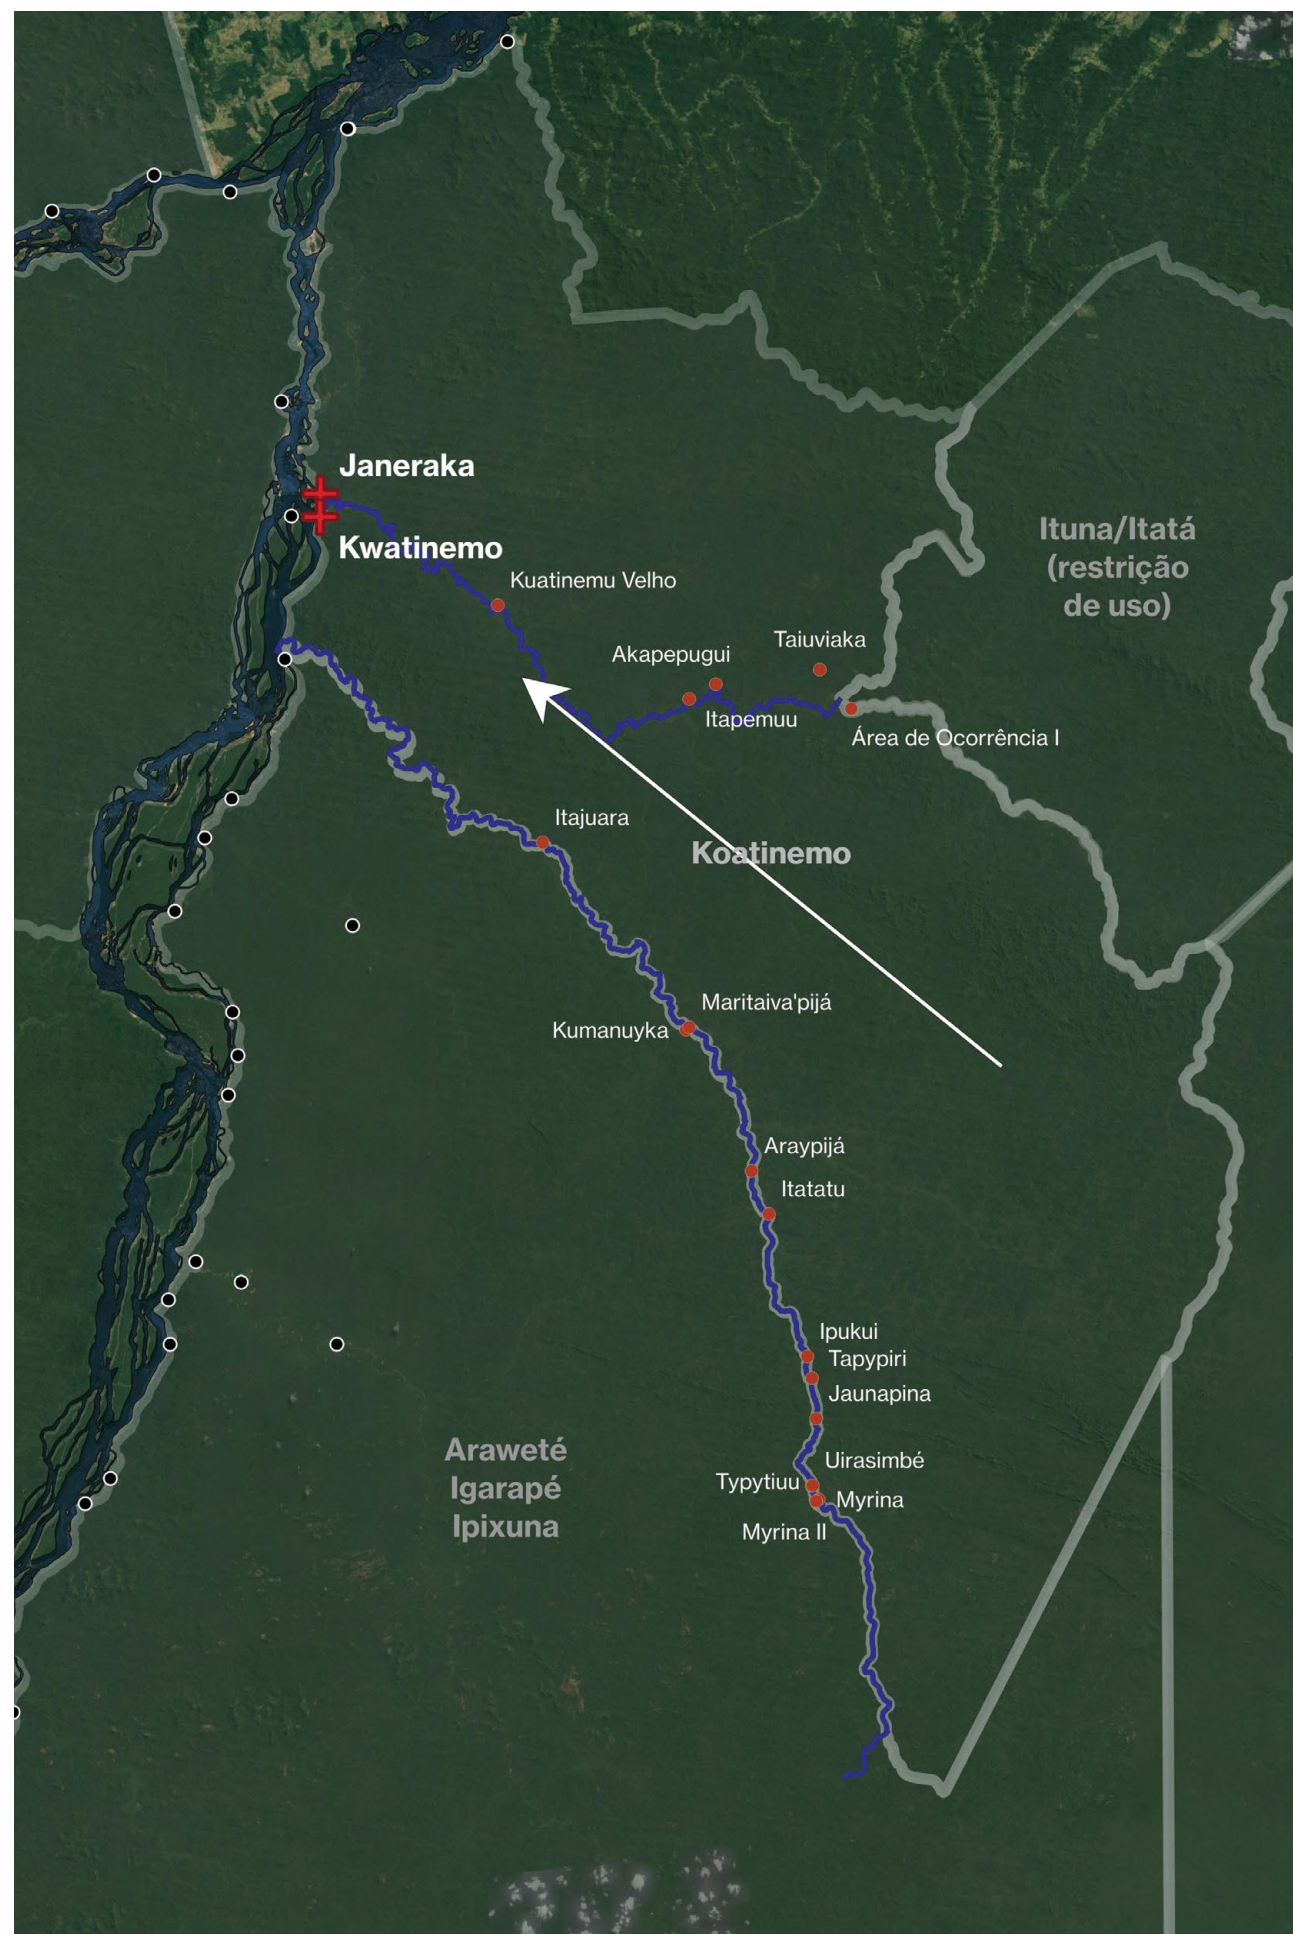 Janeraka
Kwatinemo
Ituna/Itatá
(restrição
de uso)
Kuatinemu Velho
Taiuviaka
Akapepugui
Itapemuu
Área de Ocorrência I
Itajuara
Koatinemo
Maritaiva'pijá
Kumanuyka
Araypijá
Itatatu
Ipukui
Tapypiri
Jaunapina
Araweté
Igarapé
Ipixuna
Uirasimbé
Typytiuu
Myrina
Myrina II